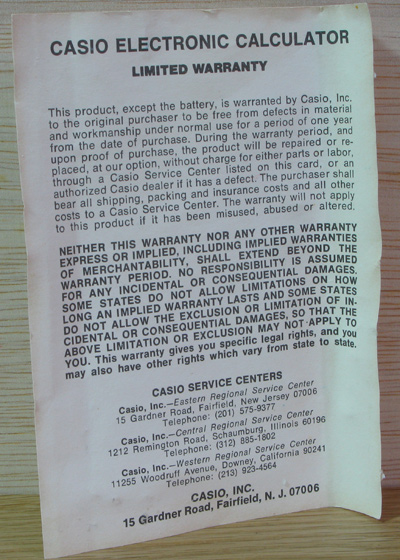 CASIO ELECTRONIC CALCULATOR
LIMITED WARRANTY
This product, except the battery, is warranted by Casio, Inc.
to the original purchaser to be free from defects in material
and workmanship under normal use for a period of one year
from the date of purchase. During the warranty period, and
upon proof of purchase, the product will be repaired or re-
placed, at our option, without charge for either parts or labor,
through a Casio Service Center listed on this card, or an
authorized Casio dealer if it has a defect. The purchaser shall
bear all shipping, packing and insurance costs and all other
costs to a Casio Service Center. The warranty will not apply
to this product if it has been misused, abused or altered.
NEITHER THIS WARRANTY NOR ANY OTHER WARRANTY
EXPRESS OR IMPLIED, INCLUDING IMPLIED WARRANTIES
OF MERCHANTABILITY, SHALL EXTEND BEYOND THE
WARRANTY PERIOD. NO RESPONSIBILITY IS ASSUMED
FOR ANY INCIDENTAL OR CONSEQUENTIAL DAMAGES.
SOME STATES DO NOT ALLOW LIMITATIONS ON HOW
LONG AN IMPLIED WARRANTY LASTS AND SOME STATES
DO NOT ALLOW THE EXCLUSION OR LIMITATION OF IN-
CIDENTAL OR CONSEQUENTIAL DAMAGES, SO THAT THE
ABOVE LIMITATION OR EXCLUSION MAY NOT APPLY TO
YOU. This warranty gives you specific legal rights, and you
may also have other rights which vary from state to state.
CASIO SERVICE CENTERS
Casio, Inc.—Eastern Regional Service Center
15 Gardner Road, Fairfield, New Jersey 07006
Telephone: (201) 575-9377
Casio, Inc.—Central Regional Service Center
1212 Remington Road, Schaumburg, Illinois 60196
Telephone: (312) 885-1802
Casio, Inc.—Western Regional Service Center
11255 Woodruff Avenue, Downey, California 90241
Telephone: (213) 923-4564
CASIO, INC.
15 Gardner Road, Fairfield, N. J. 07006